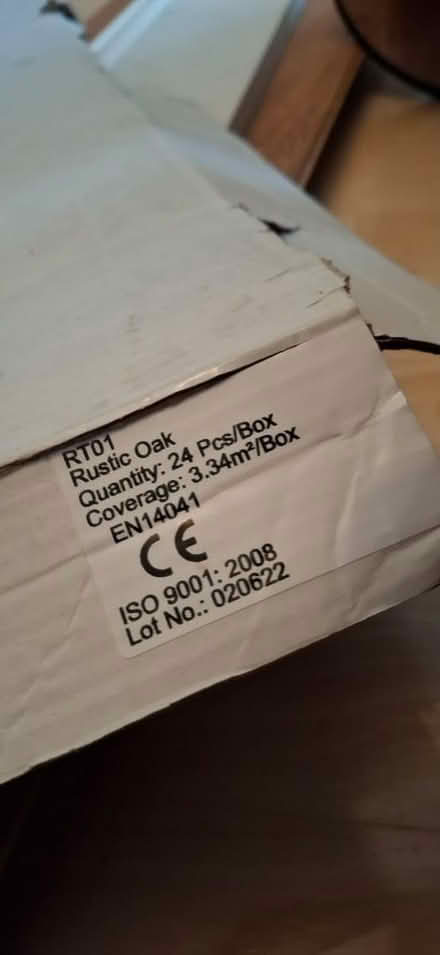 RT01
Rustic Oak
Quantity: 24 Pcs/Box
Coverage: 3.34m²/Box
EN14041
CE
ISO 9001: 2008
Lot No.: 020622